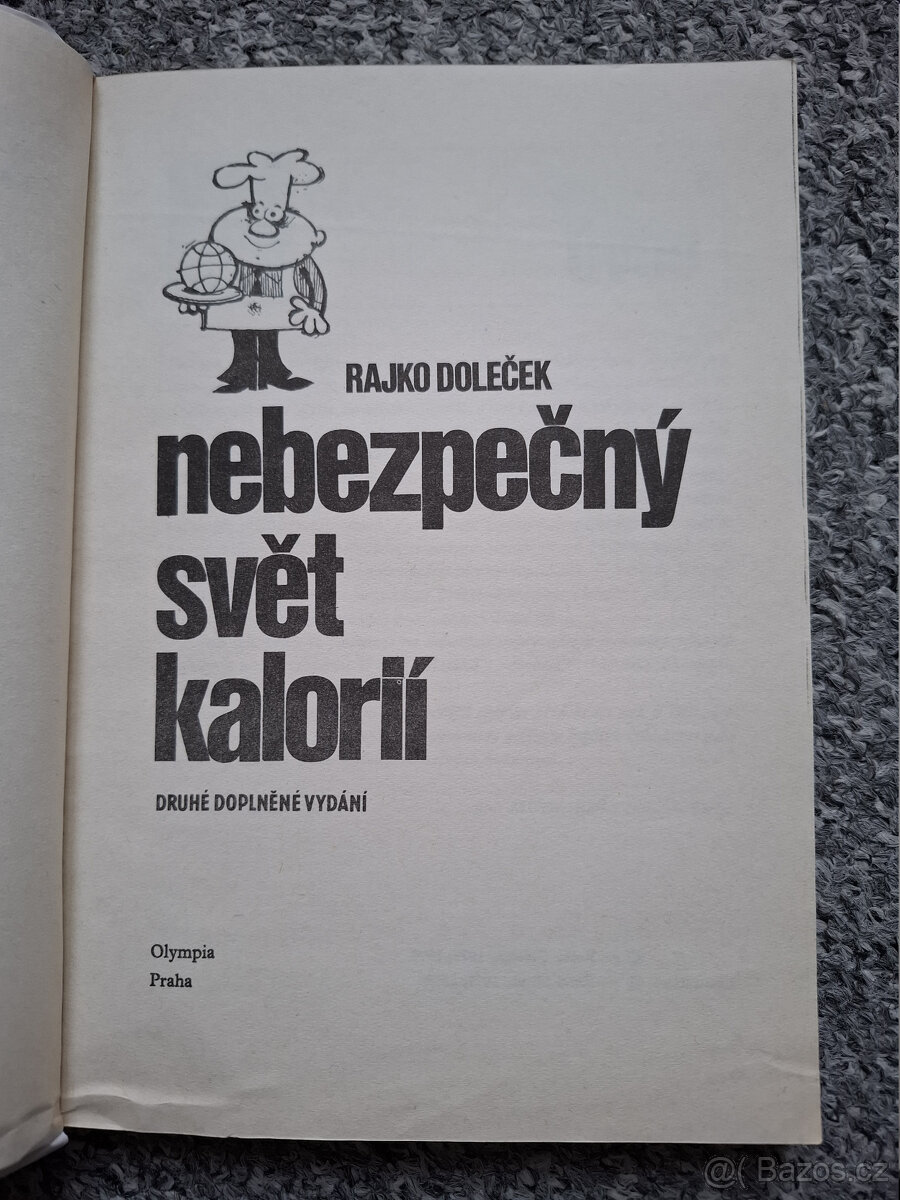 RAJKO DOLEČEK
nebezpečný
svět
kalorií
DRUHÉ DOPLNĚNÉ VYDÁNÍ
Olympia
Praha
@( Bazos.cz